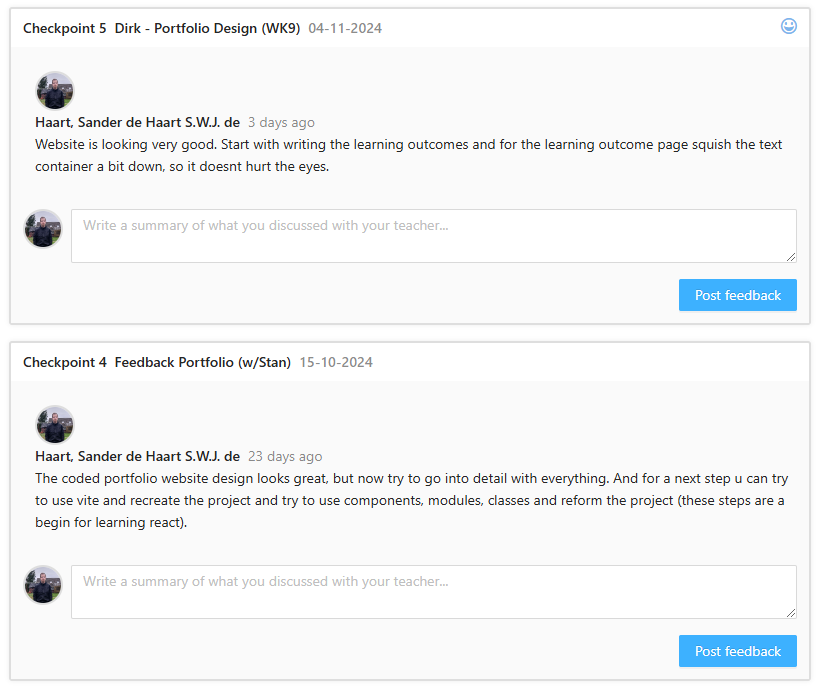 Checkpoint 5 Dirk - Portfolio Design (WK9) 04-11-2024
Haart, Sander de Haart S.W.J. de 3 days ago
Website is looking very good. Start with writing the learning outcomes and for the learning outcome page squish the text
container a bit down, so it doesnt hurt the eyes.
Write a summary of what you discussed with your teacher...
Post feedback
Checkpoint 4 Feedback Portfolio (w/Stan) 15-10-2024
Haart, Sander de Haart S.W.J. de 23 days ago
The coded portfolio website design looks great, but now try to go into detail with everything. And for a next step u can try
to use vite and recreate the project and try to use components, modules, classes and reform the project (these steps are a
begin for learning react).
Write a summary of what you discussed with your teacher...
Post feedback